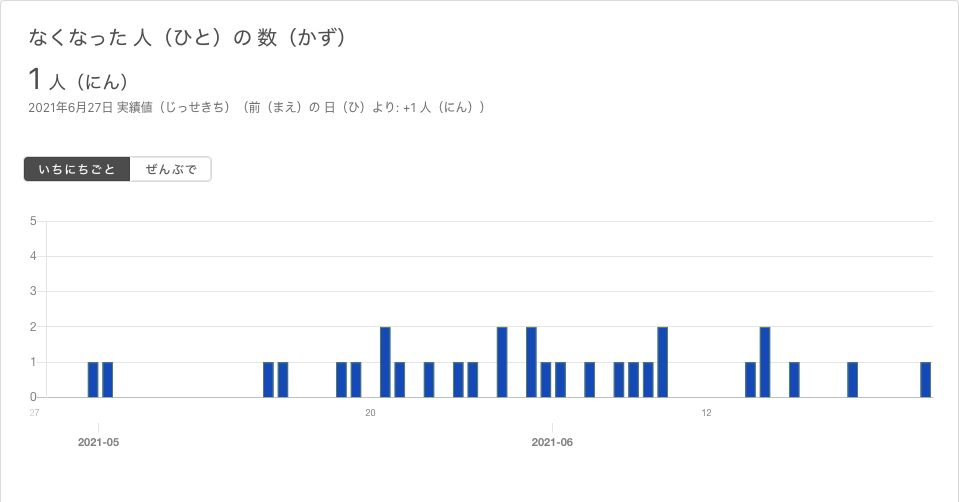 なくなった 人（ひと）の 数（かず）
1 人（にん）
2021年6月27日 実績値（じっせきち）（前（まえ）の 日（ひ）より: +1 人（にん））
いちにちごと ぜんぶで
5
4
3
2
1
0
27 20 12
2021-05 2021-06